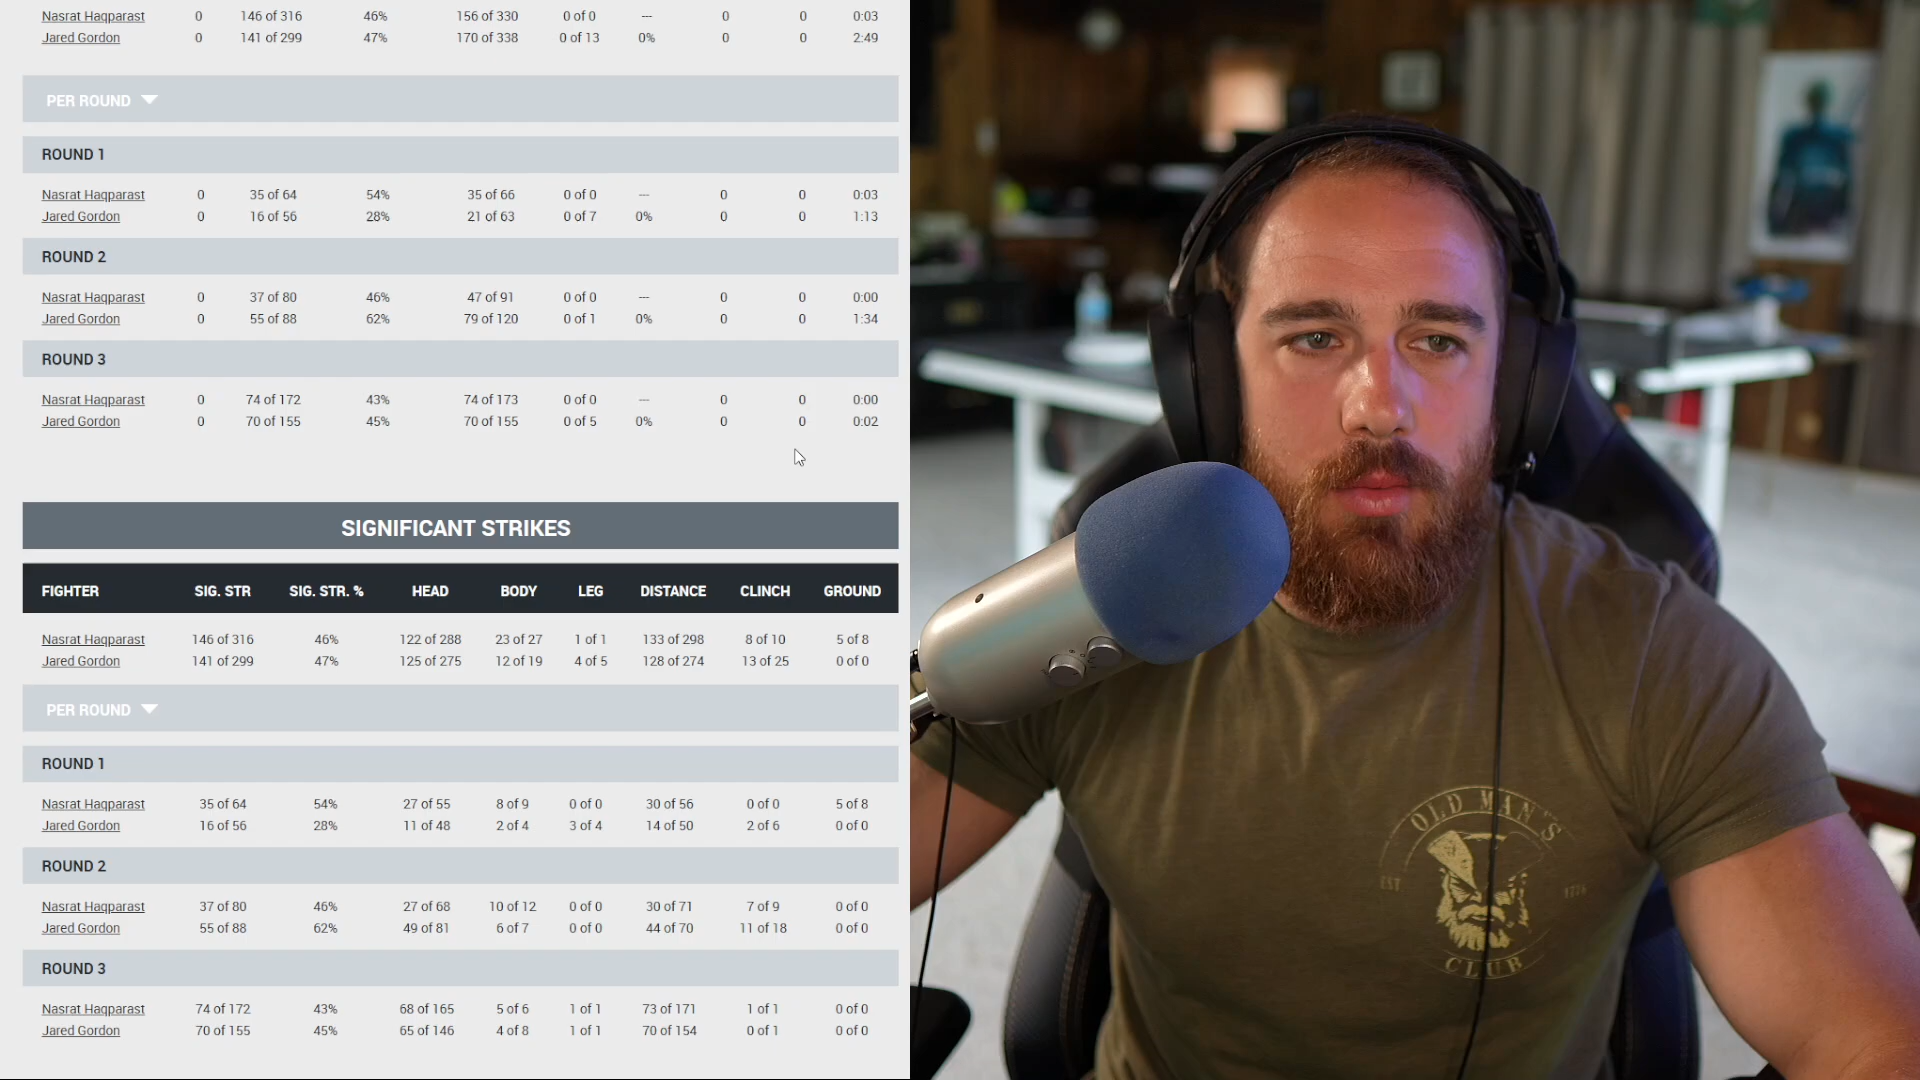 Nasrat Haqparast 0 146 of 316 46% 156 of 330 0 of 0 --- 0 0 0:03
Jared Gordon 0 141 of 299 47% 170 of 338 0 of 13 0% 0 0 2:49
PER ROUND
ROUND 1
Nasrat Haqparast 0 35 of 64 54% 35 of 66 0 of 0 --- 0 0 0:03
Jared Gordon 0 16 of 56 28% 21 of 63 0 of 7 0% 0 0 1:13
ROUND 2
Nasrat Haqparast 0 37 of 80 46% 47 of 91 0 of 0 --- 0 0 0:00
Jared Gordon 0 55 of 88 62% 79 of 120 0 of 1 0% 0 0 1:34
ROUND 3
Nasrat Haqparast 0 74 of 172 43% 74 of 173 0 of 0 --- 0 0 0:00
Jared Gordon 0 70 of 155 45% 70 of 155 0 of 5 0% 0 0 0:02
SIGNIFICANT STRIKES
FIGHTER SIG. STR SIG. STR. % HEAD BODY LEG DISTANCE CLINCH GROUND
Nasrat Haqparast 146 of 316 46% 122 of 288 23 of 27 1 of 1 133 of 298 8 of 10 5 of 8
Jared Gordon 141 of 299 47% 125 of 275 12 of 19 4 of 5 128 of 274 13 of 25 0 of 0
PER ROUND
ROUND 1
Nasrat Haqparast 35 of 64 54% 27 of 55 8 of 9 0 of 0 30 of 56 0 of 0 5 of 8
Jared Gordon 16 of 56 28% 11 of 48 2 of 4 3 of 4 14 of 50 2 of 6 0 of 0
ROUND 2
Nasrat Haqparast 37 of 80 46% 27 of 68 10 of 12 0 of 0 30 of 71 7 of 9 0 of 0
Jared Gordon 55 of 88 62% 49 of 81 6 of 7 0 of 0 44 of 70 11 of 18 0 of 0
ROUND 3
Nasrat Haqparast 74 of 172 43% 68 of 165 5 of 6 1 of 1 73 of 171 1 of 1 0 of 0
Jared Gordon 70 of 155 45% 65 of 146 4 of 8 1 of 1 70 of 154 0 of 1 0 of 0
OLD MAN'S
EST 1776
CLUB